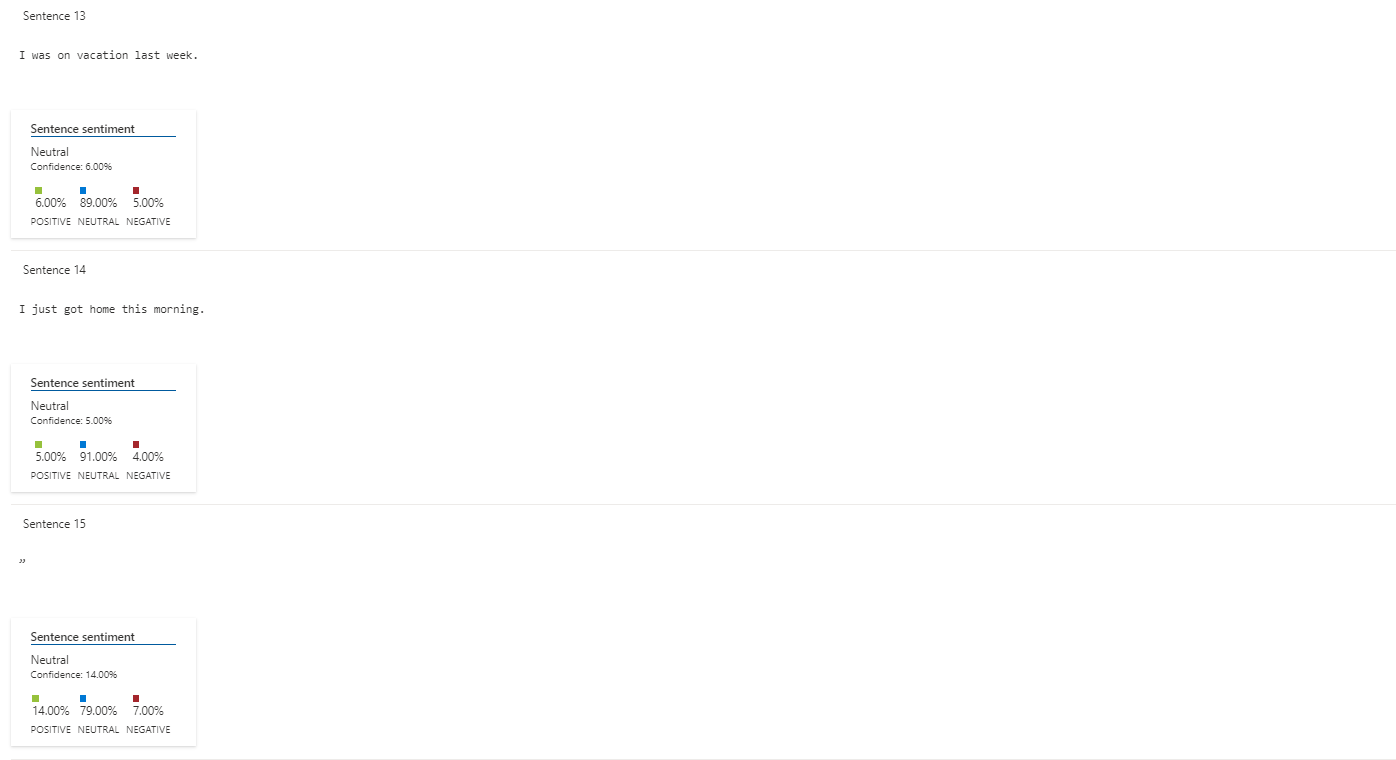 Sentence 13
I was on vacation last week.
Sentence sentiment
Neutral
Confidence: 6.00%
6.00% 89.00% 5.00%
POSITIVE NEUTRAL NEGATIVE
Sentence 14
I just got home this morning.
Sentence sentiment
Neutral
Confidence: 5.00%
5.00% 91.00% 4.00%
POSITIVE NEUTRAL NEGATIVE
Sentence 15
”
Sentence sentiment
Neutral
Confidence: 14.00%
14.00% 79.00% 7.00%
POSITIVE NEUTRAL NEGATIVE